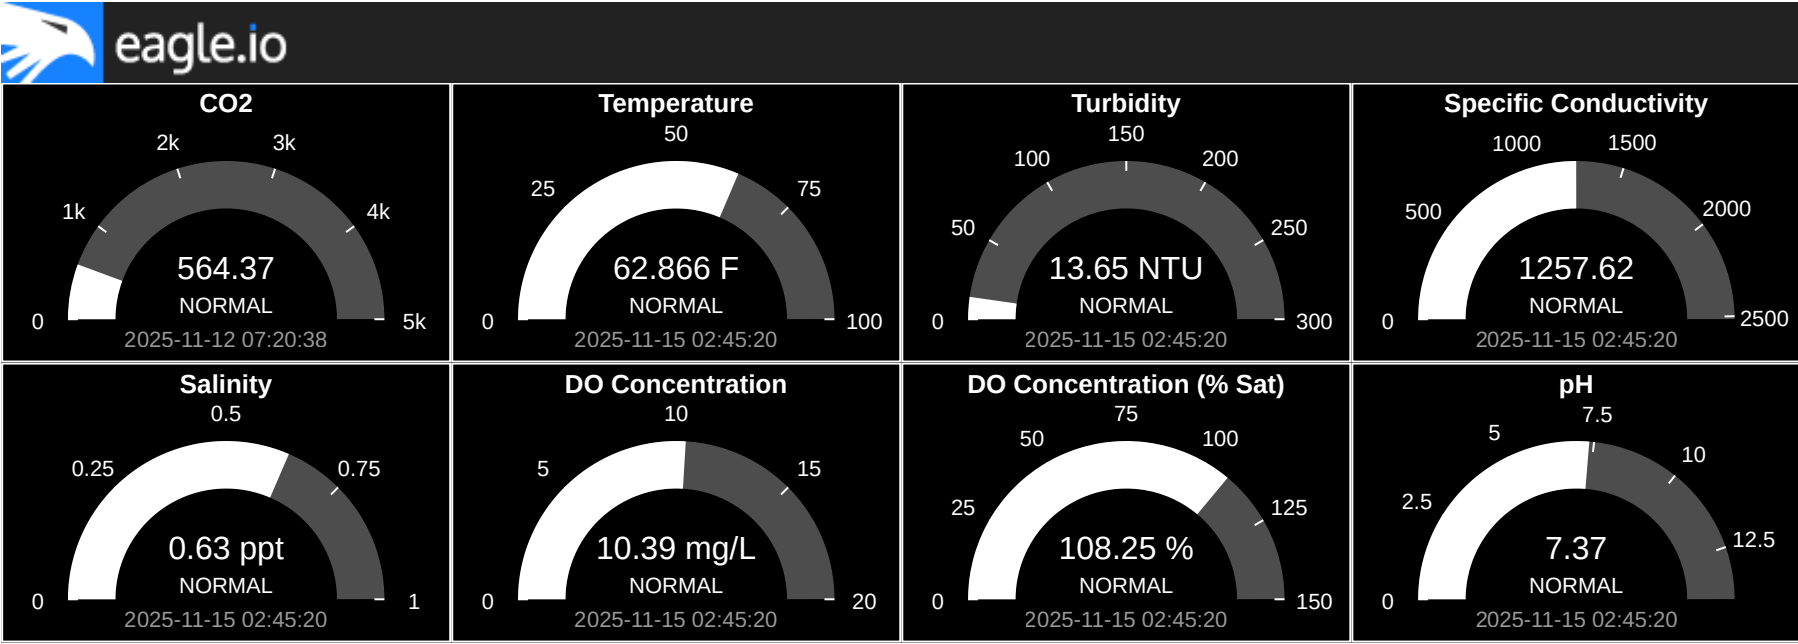 eagle.io
CO2
0
1k
2k
3k
4k
5k
564.37
NORMAL
2025-11-12 07:20:38
Temperature
0
25
50
75
100
62.866 F
NORMAL
2025-11-15 02:45:20
Turbidity
0
50
100
150
200
250
300
13.65 NTU
NORMAL
2025-11-15 02:45:20
Specific Conductivity
0
500
1000
1500
2000
2500
1257.62
NORMAL
2025-11-15 02:45:20
Salinity
0
0.25
0.5
0.75
1
0.63 ppt
NORMAL
2025-11-15 02:45:20
DO Concentration
0
5
10
15
20
10.39 mg/L
NORMAL
2025-11-15 02:45:20
DO Concentration (% Sat)
0
25
50
75
100
125
150
108.25 %
NORMAL
2025-11-15 02:45:20
pH
0
2.5
5
7.5
10
12.5
7.37
NORMAL
2025-11-15 02:45:20